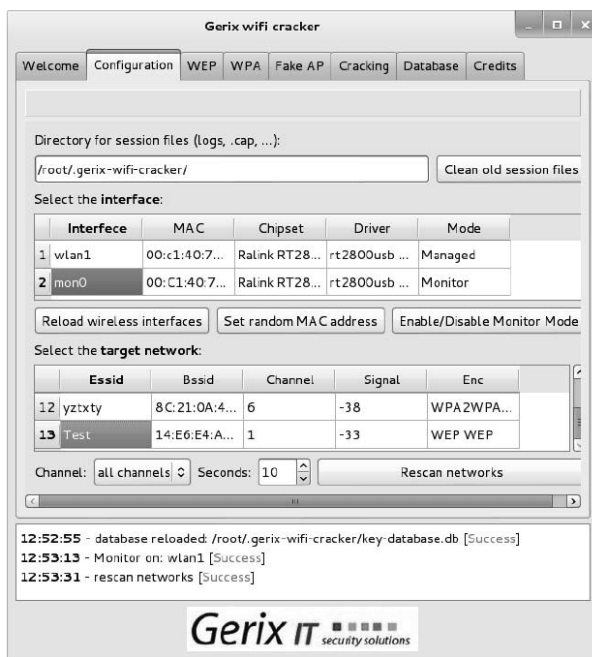 Gerix wifi cracker
Welcome Configuration WEP WPA Fake AP Cracking Database Credits
Directory for session files (logs, .cap, ...):
/root/.gerix-wifi-cracker/ Clean old session files
Select the interface:
Interfece MAC Chipset Driver Mode
1 wlan1 00:c1:40:7... Ralink RT28... rt2800usb ... Managed
2 mon0 00:C1:40:7... Ralink RT28... rt2800usb ... Monitor
Reload wireless interfaces Set random MAC address Enable/Disable Monitor Mode
Select the target network:
Essid Bssid Channel Signal Enc
12 yztxty 8C:21:0A:4... 6 -38 WPA2WPA...
13 Test 14:E6:E4:A... 1 -33 WEP WEP
Channel: all channels Seconds: 10 Rescan networks
12:52:55 - database reloaded: /root/.gerix-wifi-cracker/key-database.db [Success]
12:53:13 - Monitor on: wlan1 [Success]
12:53:31 - rescan networks [Success]
Gerix IT security solutions